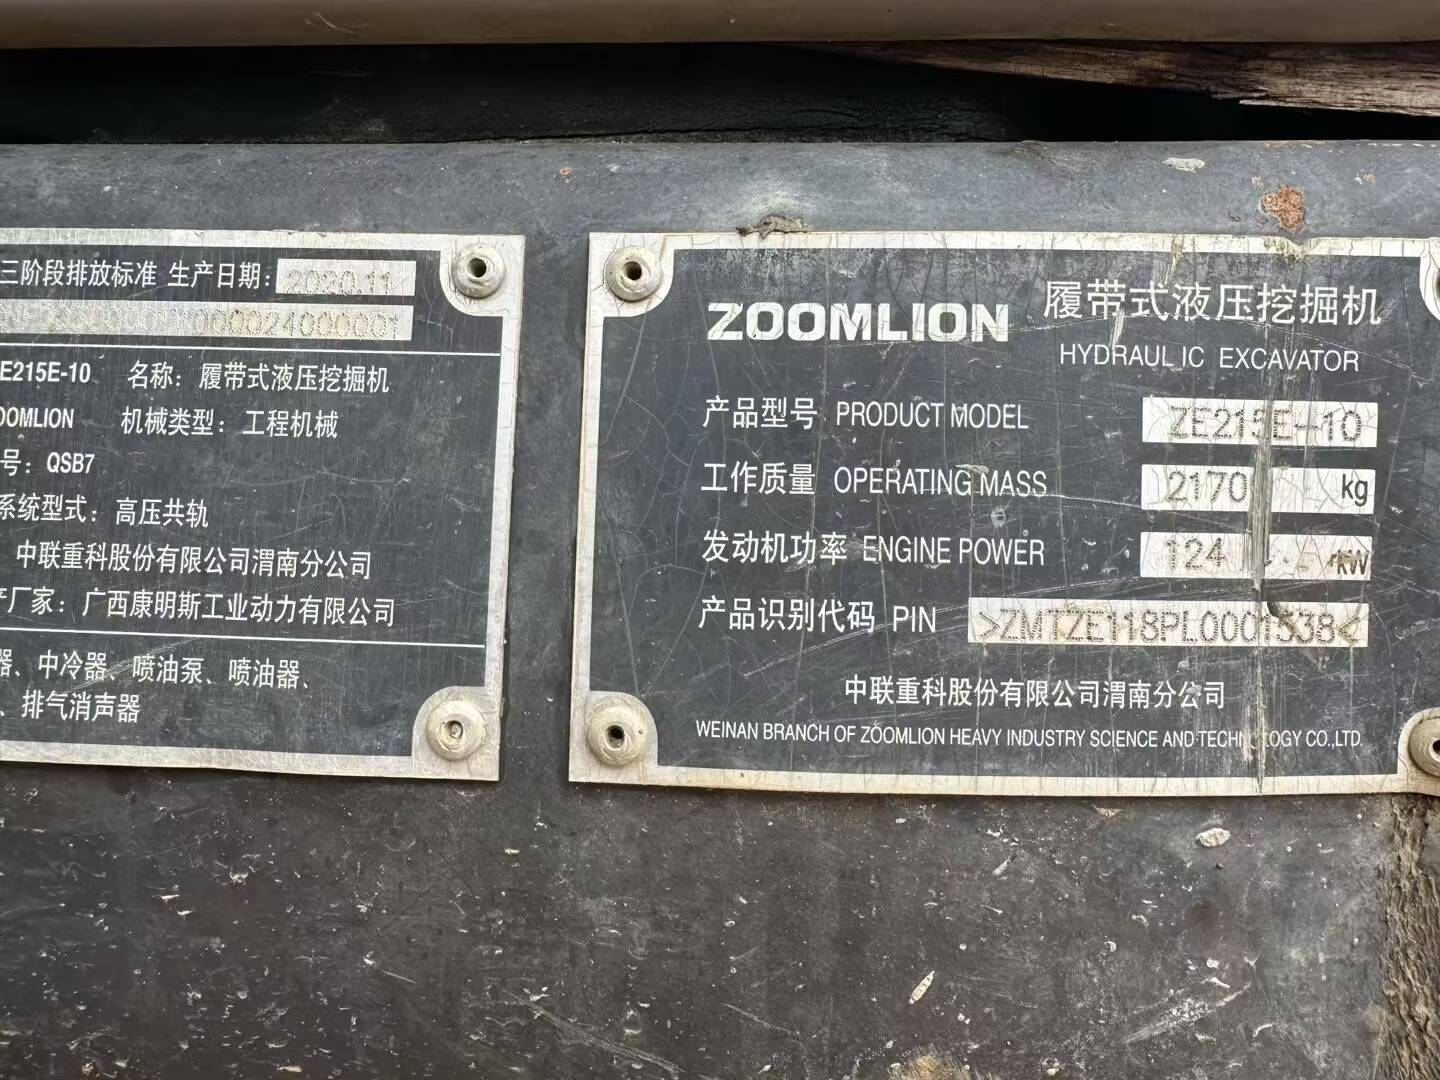 三阶段排放标准 生产日期: 2020.11
000024000001
E215E-10 名称: 履带式液压挖掘机
OOMLION 机械类型: 工程机械
号: QSB7
系统型式: 高压共轨
中联重科股份有限公司渭南分公司
厂家: 广西康明斯工业动力有限公司
器、中冷器、喷油泵、喷油器、
、排气消声器
ZOOMLION 履带式液压挖掘机
HYDRAULIC EXCAVATOR
产品型号 PRODUCT MODEL ZE215E-10
工作质量 OPERATING MASS 2170 kg
发动机功率 ENGINE POWER 124 kW
产品识别代码 PIN >ZMTZE118PL0001538<
中联重科股份有限公司渭南分公司
WEINAN BRANCH OF ZOOMLION HEAVY INDUSTRY SCIENCE AND TECHNOLOGY CO.,LTD.